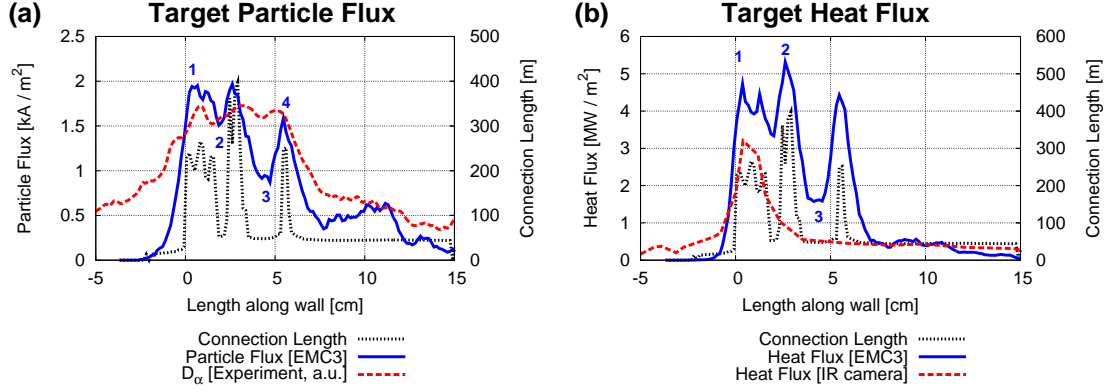 (a) Target Particle Flux
Particle Flux [kA / m²]
2.5
2
1.5
1
0.5
0
500
400
300
200
100
0
Connection Length [m]
1
2
3
4
-5 0 5 10 15
Length along wall [cm]
Connection Length
Particle Flux [EMC3]
Dα [Experiment, a.u.]
(b) Target Heat Flux
Heat Flux [MW / m²]
6
5
4
3
2
1
0
600
500
400
300
200
100
0
Connection Length [m]
1
2
3
-5 0 5 10 15
Length along wall [cm]
Connection Length
Heat Flux [EMC3]
Heat Flux [IR camera]